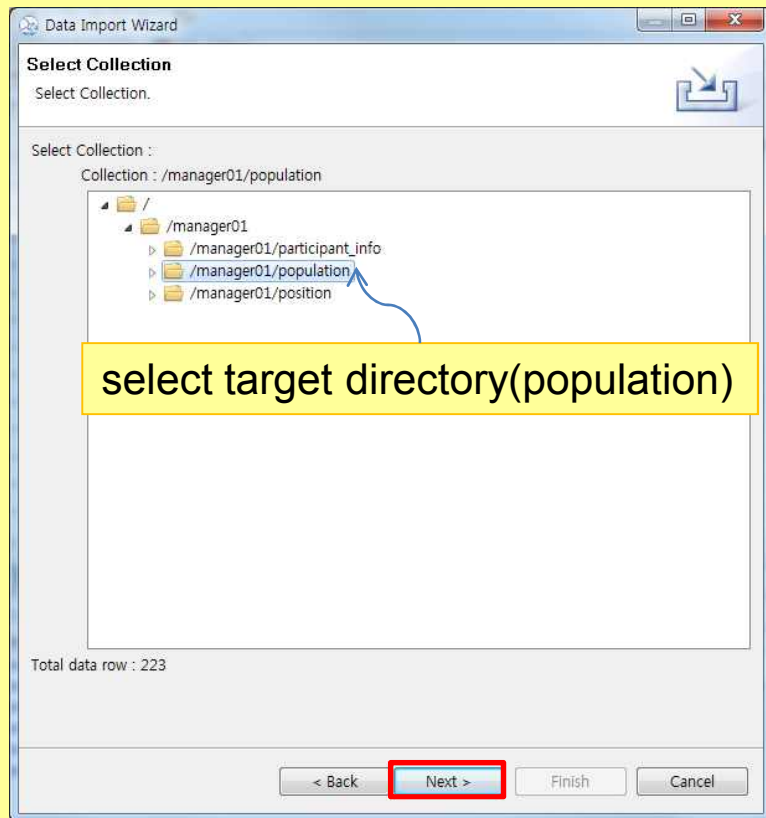 Data Import Wizard
Select Collection
Select Collection.
Select Collection :
Collection : /manager01/population
/
/manager01
/manager01/participant_info
/manager01/population
/manager01/position
select target directory(population)
Total data row : 223
< Back Next > Finish Cancel